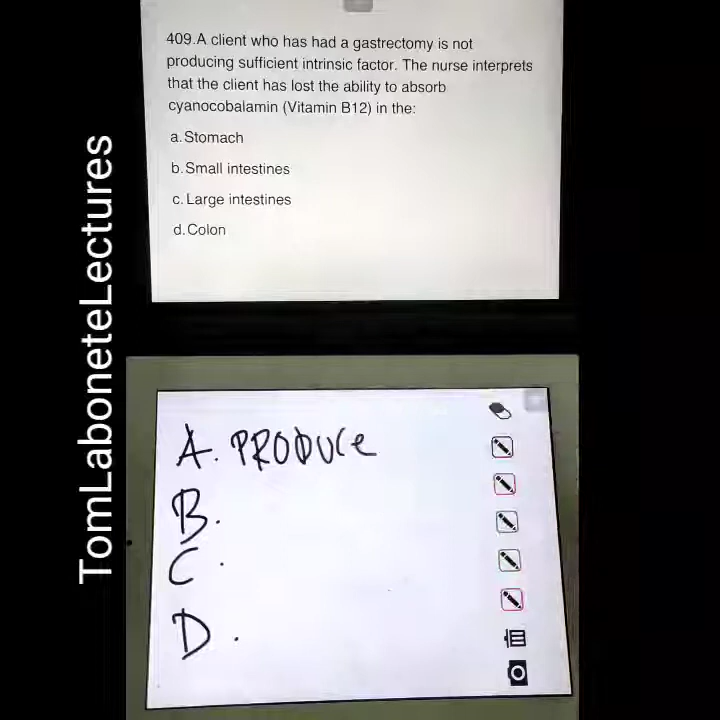 409.A client who has had a gastrectomy is not
producing sufficient intrinsic factor. The nurse interprets
that the client has lost the ability to absorb
cyanocobalamin (Vitamin B12) in the:
a. Stomach
b. Small intestines
c. Large intestines
d. Colon
TomLaboneteLectures
A. PRODUCe
B.
C.
D.